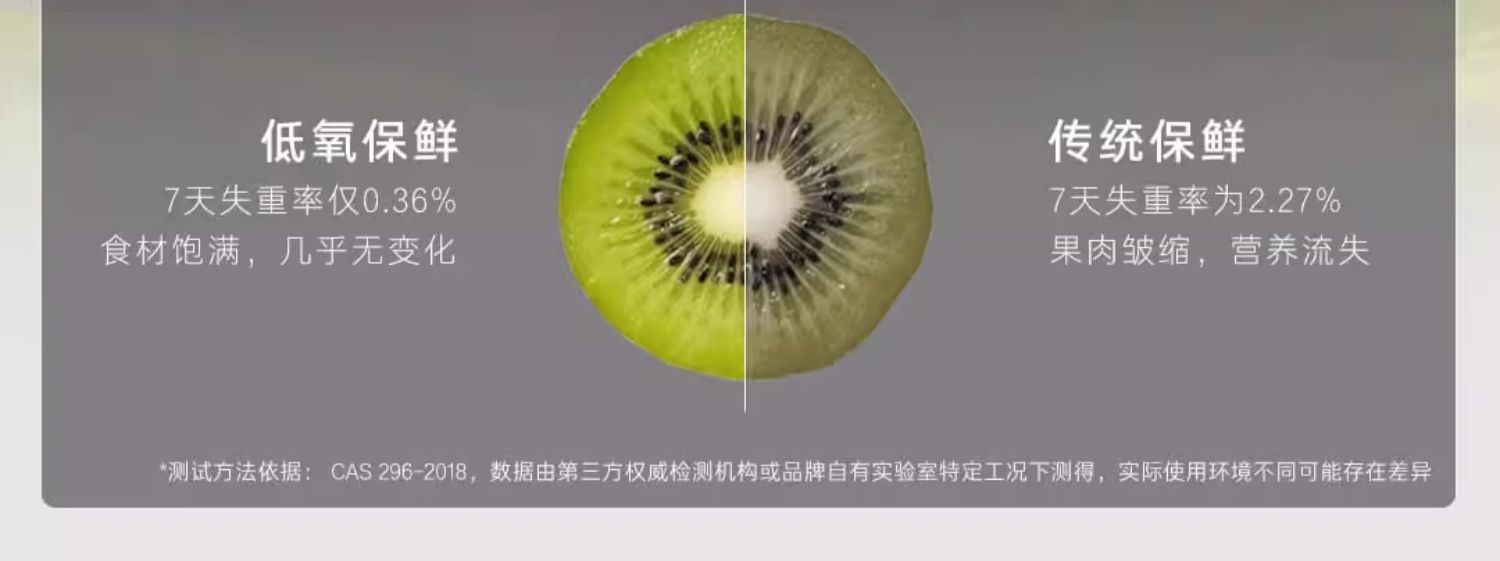 低氧保鲜
7天失重率仅0.36%
食材饱满，几乎无变化
传统保鲜
7天失重率为2.27%
果肉皱缩，营养流失
*测试方法依据： CAS 296-2018，数据由第三方权威检测机构或品牌自有实验室特定工况下测得，实际使用环境不同可能存在差异